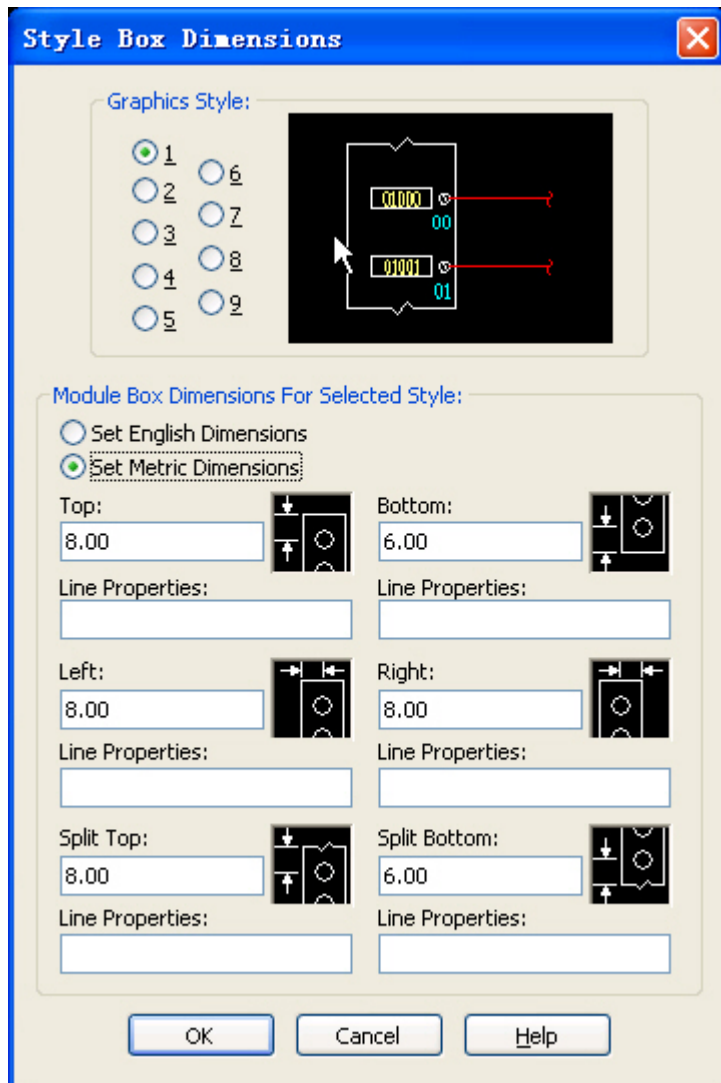 Style Box Dimensions
Graphics Style:
1
2
3
4
5
6
7
8
9
01000
00
01001
01
Module Box Dimensions For Selected Style:
Set English Dimensions
Set Metric Dimensions
Top:
8.00
Bottom:
6.00
Line Properties:
Line Properties:
Left:
8.00
Right:
8.00
Line Properties:
Line Properties:
Split Top:
8.00
Split Bottom:
6.00
Line Properties:
Line Properties:
OK
Cancel
Help